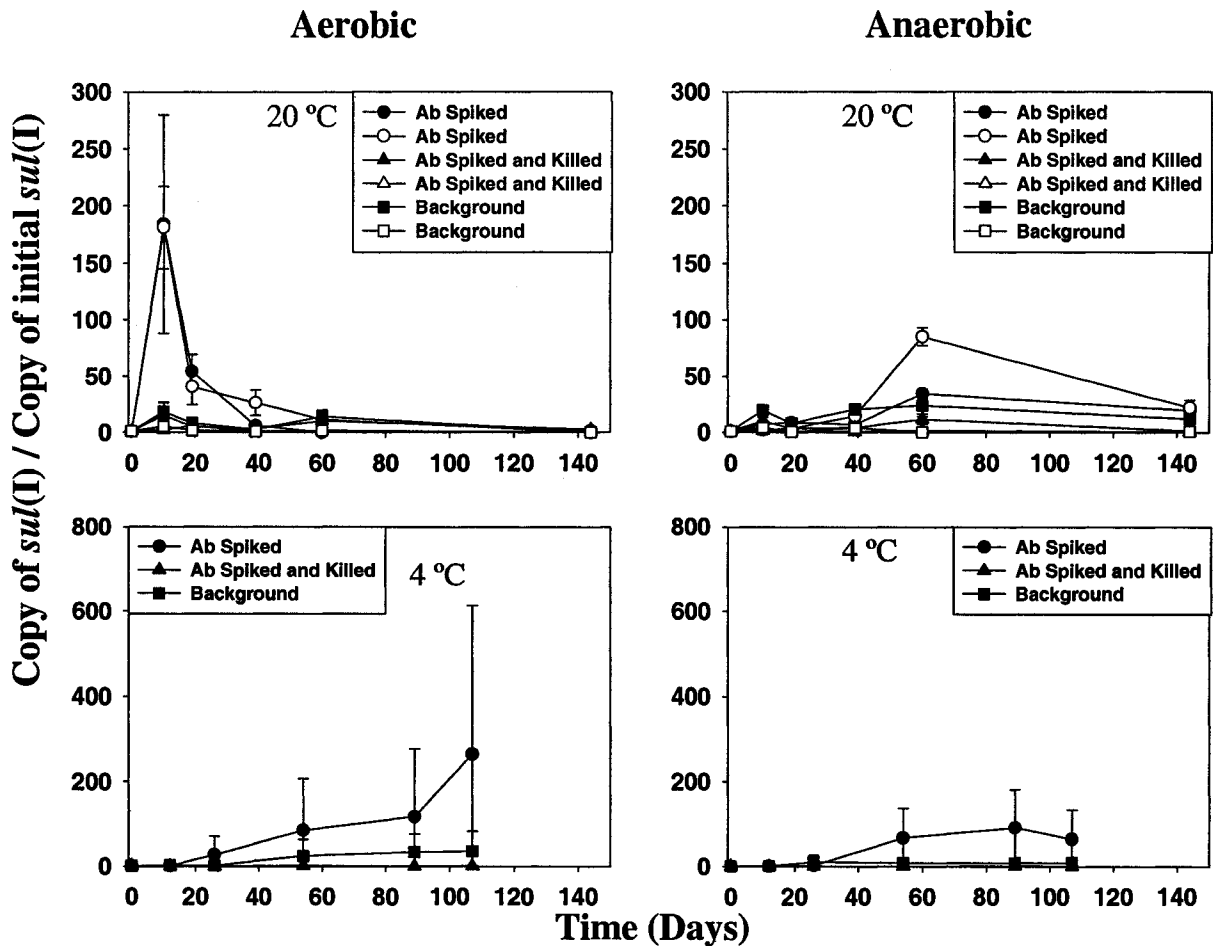 Aerobic
Anaerobic
Copy of sul(I) / Copy of initial sul(I)
300
250
200
150
100
50
0
20 ºC
Ab Spiked
Ab Spiked
Ab Spiked and Killed
Ab Spiked and Killed
Background
Background
0 20 40 60 80 100 120 140
300
250
200
150
100
50
0
20 ºC
Ab Spiked
Ab Spiked
Ab Spiked and Killed
Ab Spiked and Killed
Background
Background
0 20 40 60 80 100 120 140
800
600
400
200
0
Ab Spiked
Ab Spiked and Killed
Background
4 ºC
0 20 40 60 80 100 120 140
800
600
400
200
0
4 ºC
Ab Spiked
Ab Spiked and Killed
Background
0 20 40 60 80 100 120 140
Time (Days)